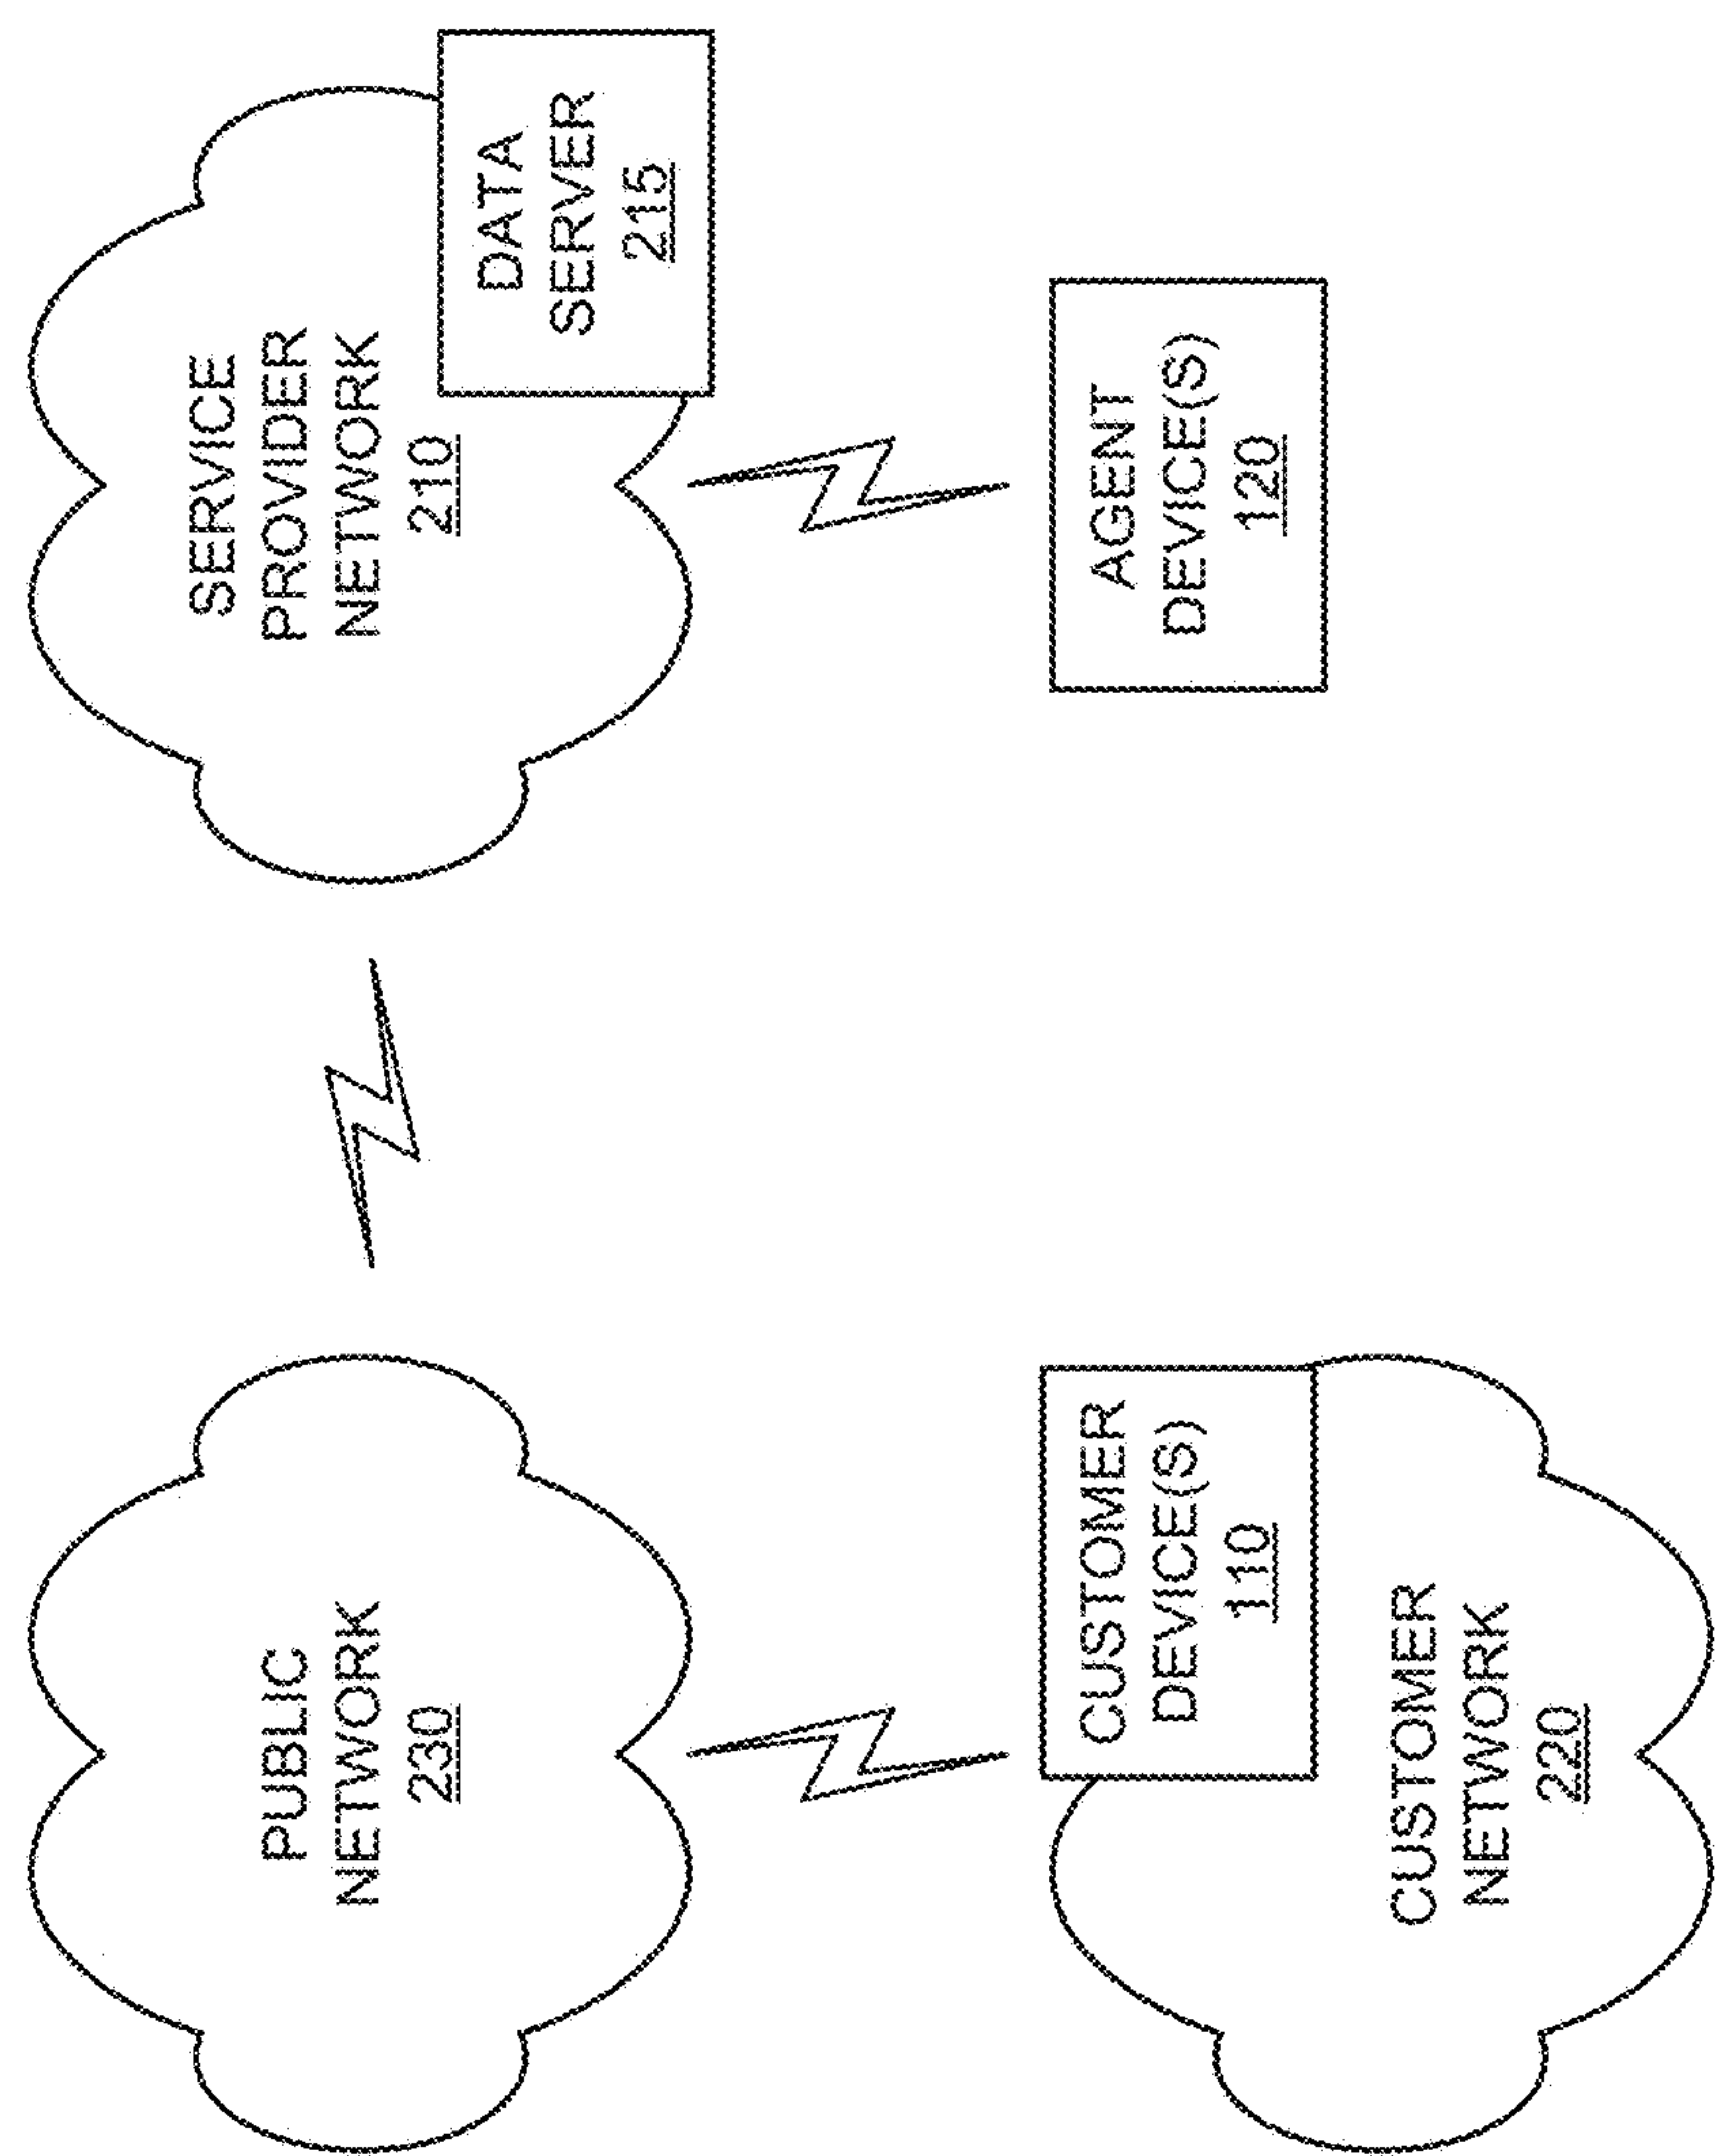 PUBLIC
NETWORK
230
SERVICE
PROVIDER
NETWORK
210
DATA
SERVER
215
CUSTOMER
DEVICE(S)
110
CUSTOMER
NETWORK
220
AGENT
DEVICE(S)
120